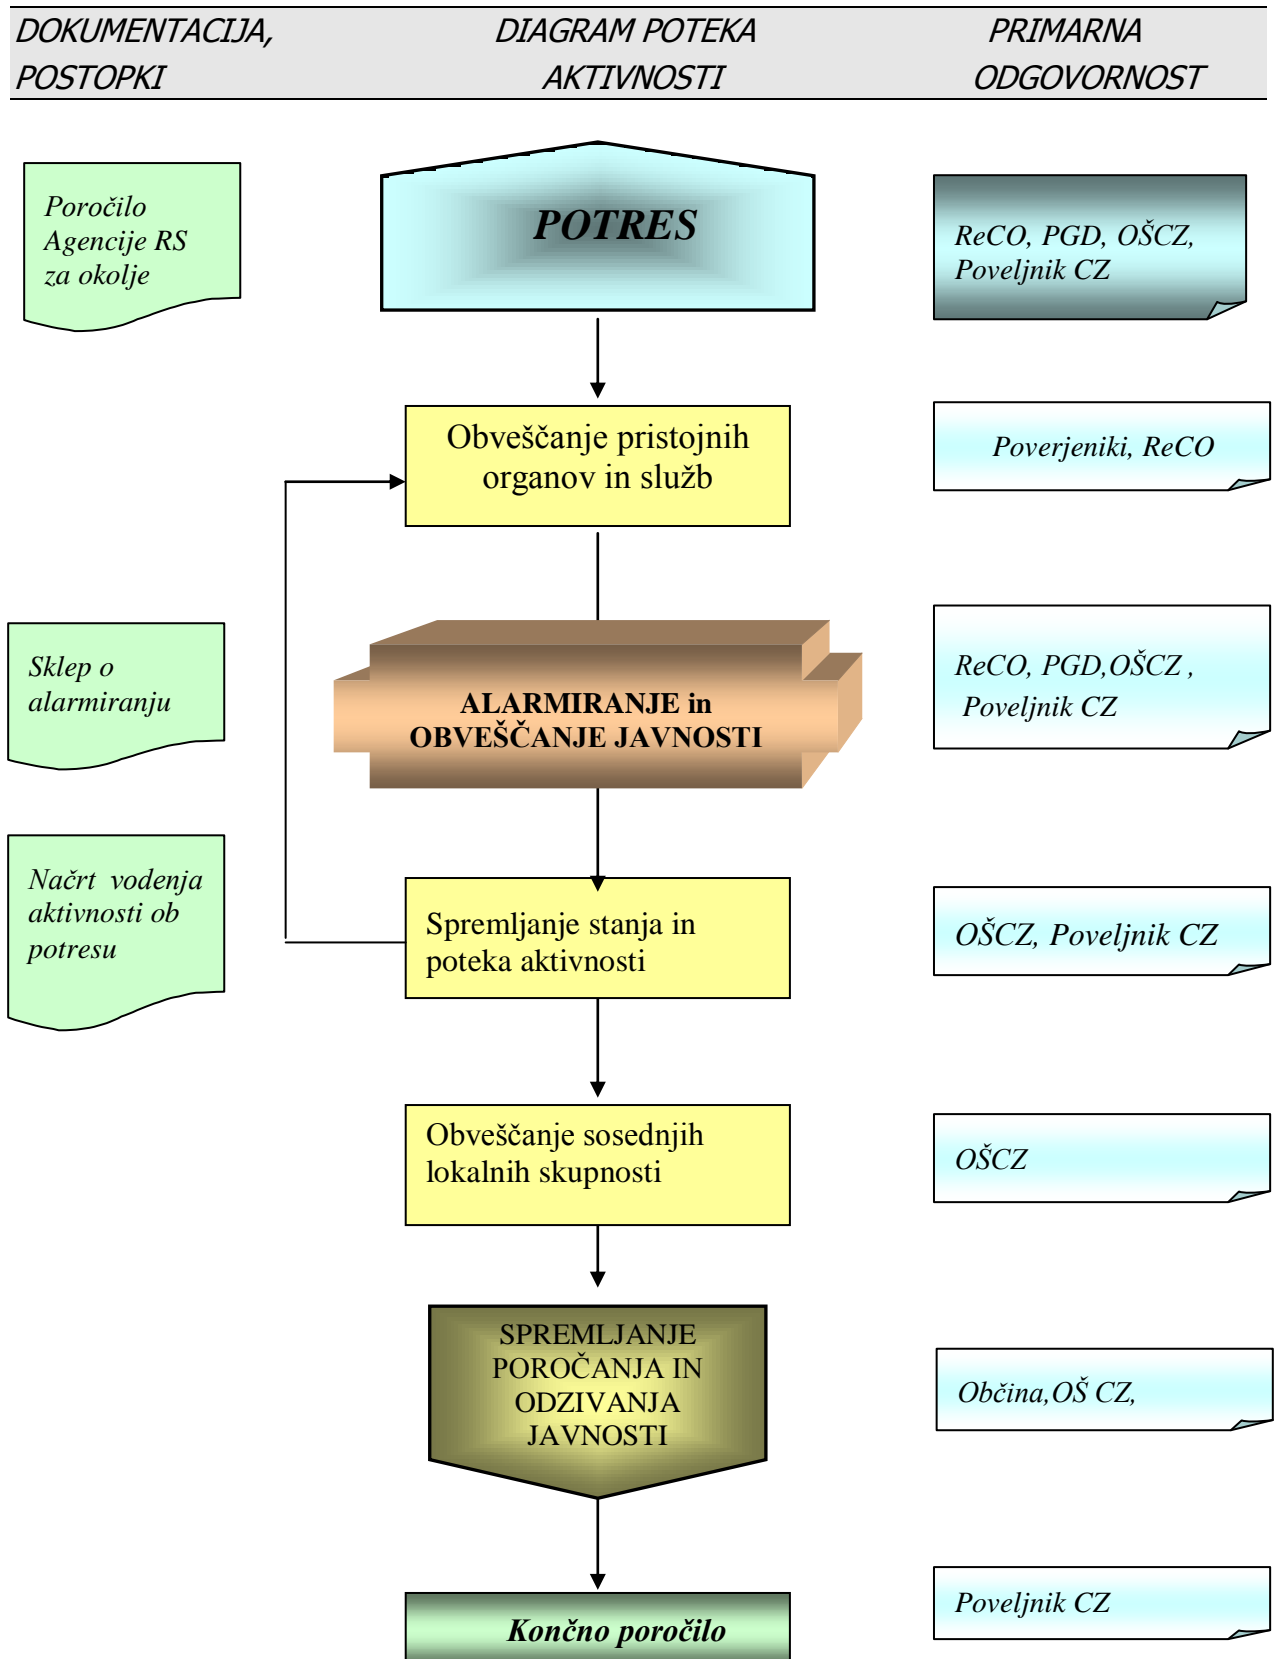 DOKUMENTACIJA,
POSTOPKI
DIAGRAM POTEKA
AKTIVNOSTI
PRIMARNA
ODGOVORNOST
Poročilo
Agencije RS
za okolje
POTRES
ReCO, PGD, OŠCZ,
Poveljnik CZ
Obveščanje pristojnih
organov in služb
Poverjeniki, ReCO
Sklep o
alarmiranju
ALARMIRANJE in
OBVEŠČANJE JAVNOSTI
ReCO, PGD,OŠCZ ,
Poveljnik CZ
Načrt vodenja
aktivnosti ob
potresu
Spremljanje stanja in
poteka aktivnosti
OŠCZ, Poveljnik CZ
Obveščanje sosednjih
lokalnih skupnosti
OŠCZ
SPREMLJANJE
POROČANJA IN
ODZIVANJA
JAVNOSTI
Občina,OŠ CZ,
Končno poročilo
Poveljnik CZ